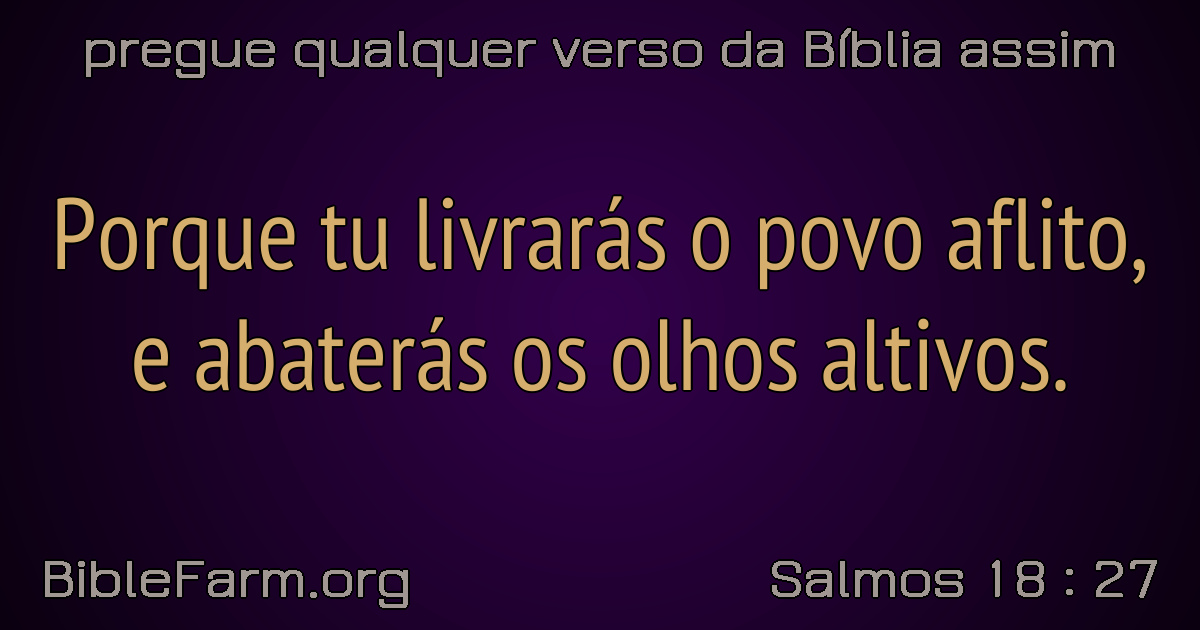 pregue qualquer verso da Bíblia assim
Porque tu livrarás o povo aflito,
e abaterás os olhos altivos.
BibleFarm.org
Salmos 18 : 27